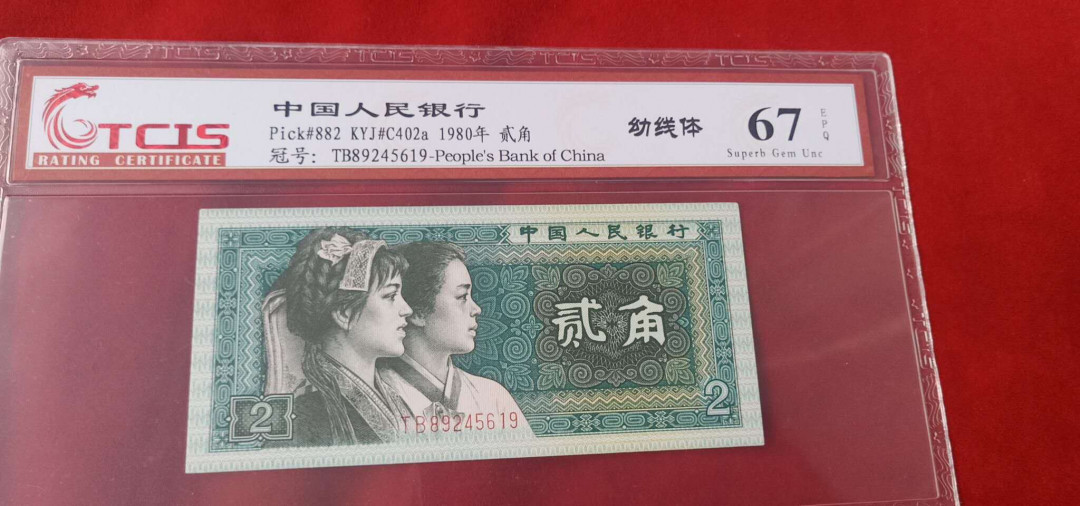 TCIS
RATING CERTIFICATE
中国人民银行
Pick#882 KYJ#C402a 1980年 贰角
冠号: TB89245619-People's Bank of China
幼线体
67
EPQ
Superb Gem Unc
中国人民银行
贰角
2
2
TB89245619